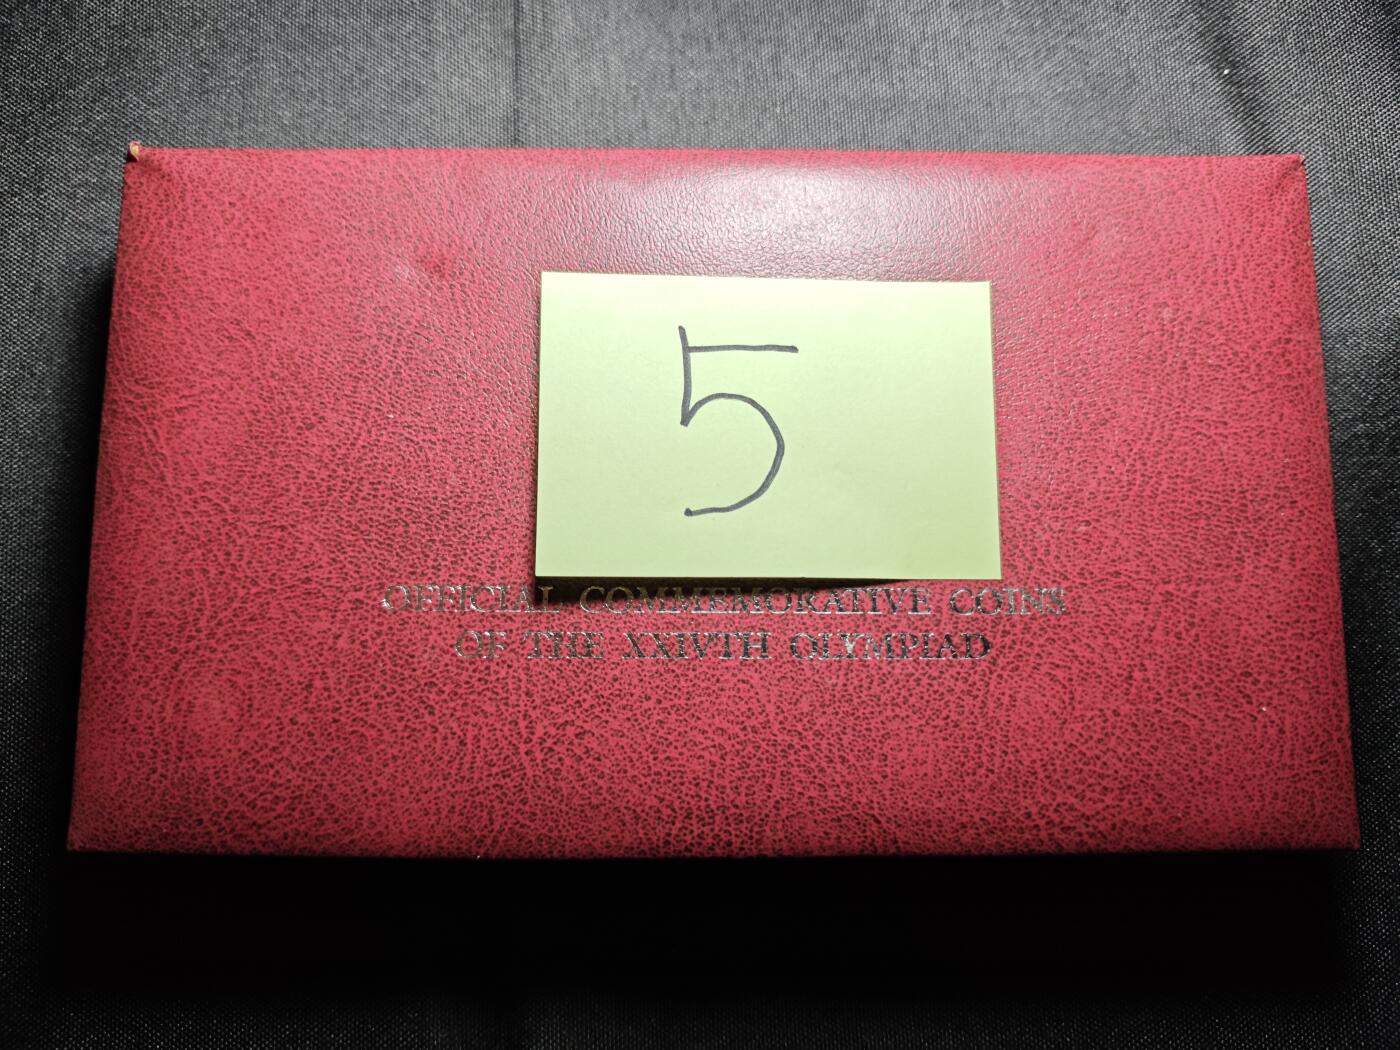 5
OFFICIAL COMMEMORATIVE COINS
OF THE XXIVTH OLYMPIAD